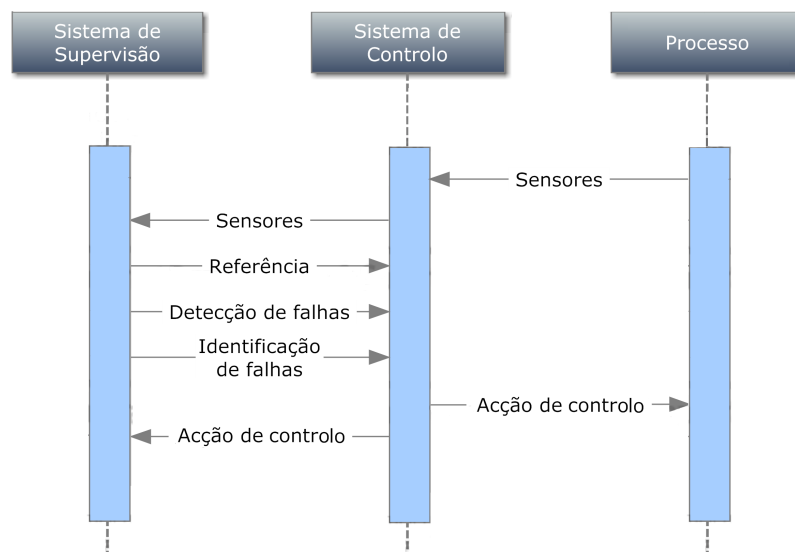 Sistema de
Supervisão
Sistema de
Controlo
Processo
Sensores
Sensores
Referência
Detecção de falhas
Identificação
de falhas
Acção de controlo
Acção de controlo